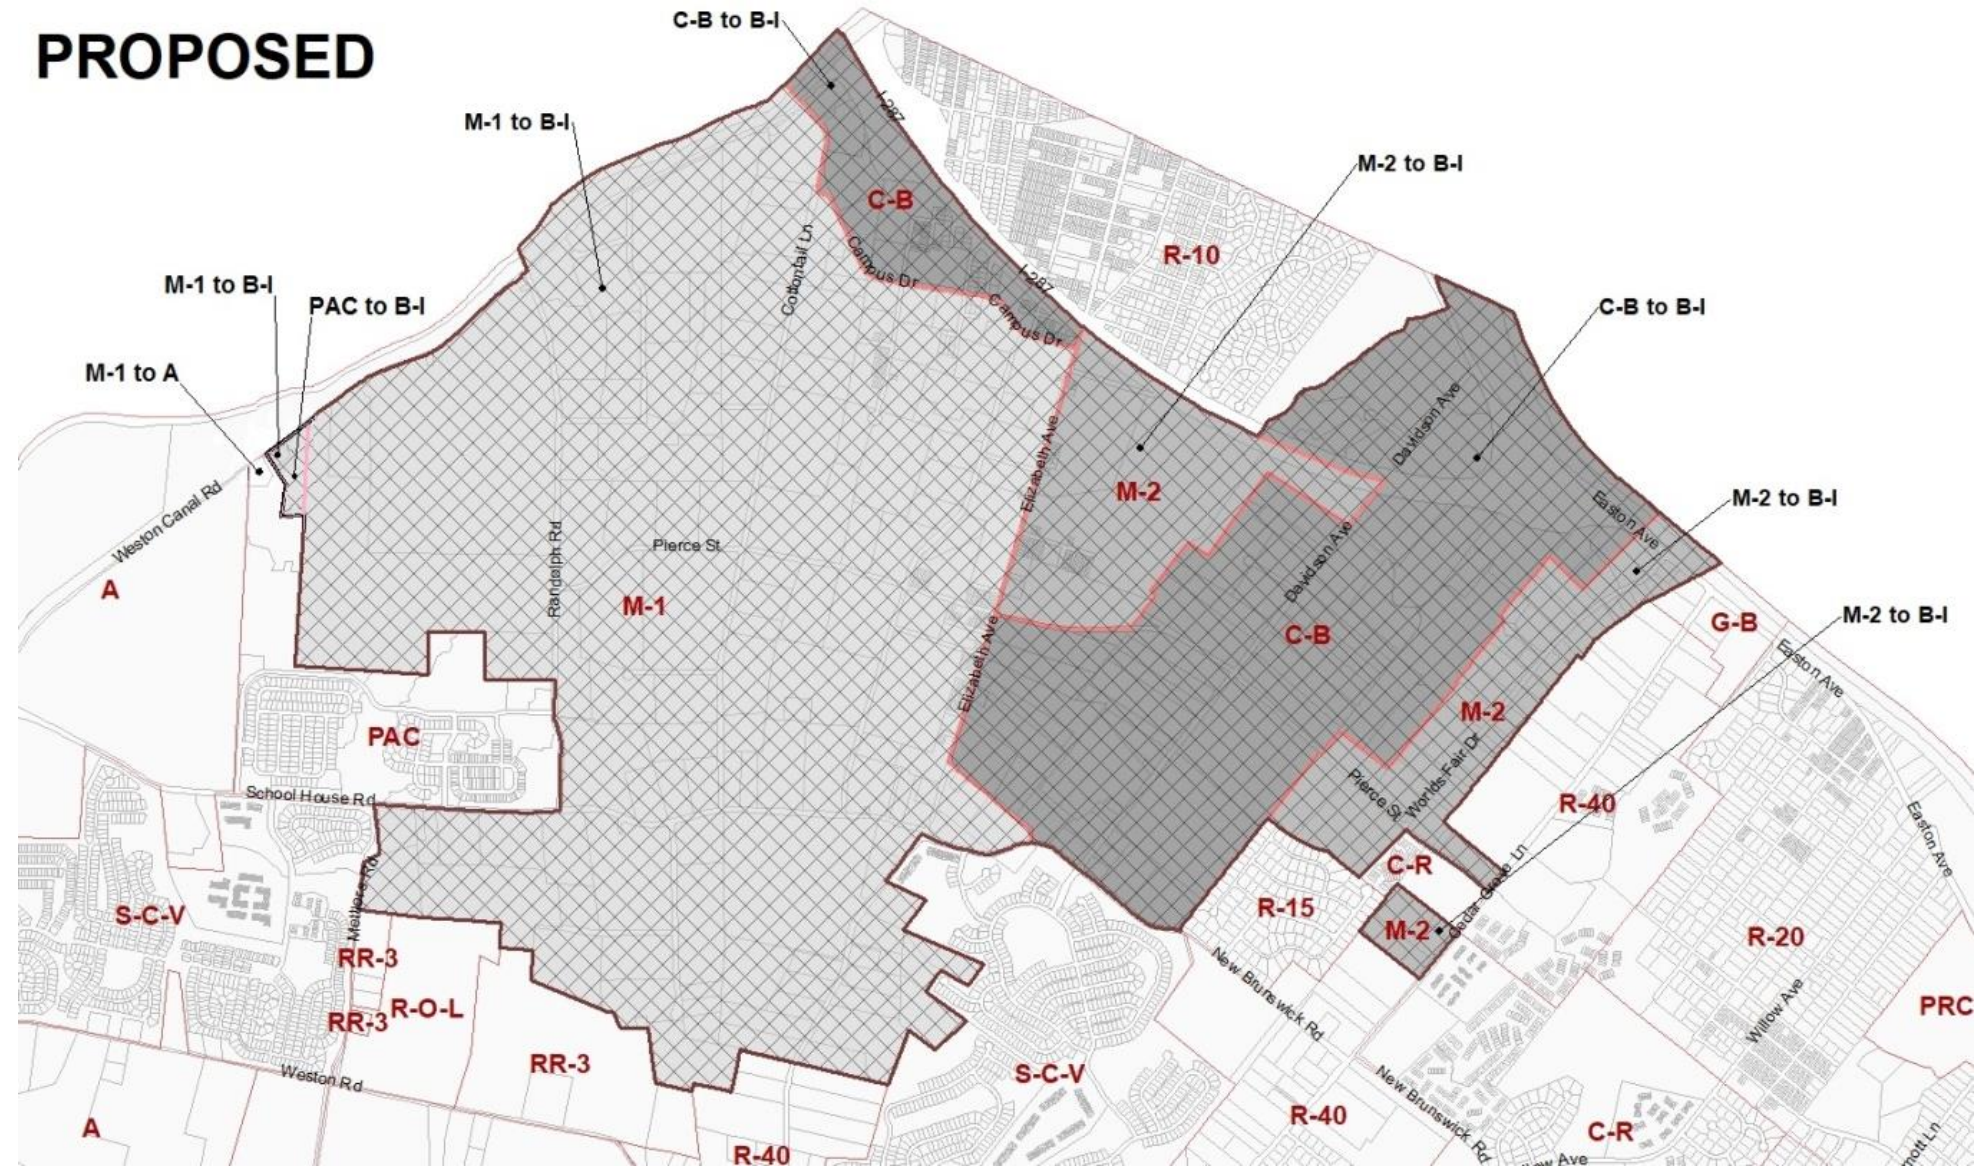 PROPOSED
C-B to B-I
M-1 to B-I
I-287
M-2 to B-I
C-B
R-10
Cottontail Ln
Campus Dr
I-287
Campus Dr
M-1 to B-I
PAC to B-I
C-B to B-I
M-1 to A
Davidson Ave
Elizabeth Ave
M-2
Easton Ave
M-2 to B-I
Weston Canal Rd
Randolph Rd
Pierce St
Davidson Ave
A
M-1
C-B
G-B
M-2 to B-I
Elizabeth Ave
Easton Ave
M-2
PAC
Worlds Fair Dr
Pierce St
School House Rd
R-40
Easton Ave
C-R
Cedar Grove Ln
Mettlers Rd
S-C-V
R-15
M-2
R-20
RR-3
New Brunswick Rd
R-O-L
RR-3
Willow Ave
PRC
RR-3
Weston Rd
S-C-V
New Brunswick Rd
R-40
A
C-R
R-40
Ave
Ln